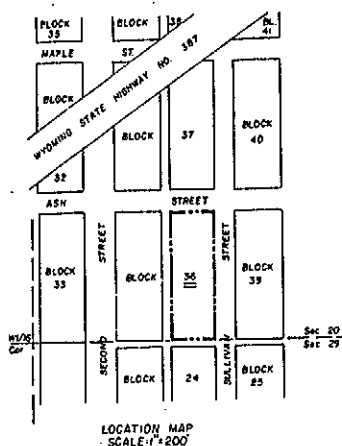 BLOCK
35
BLOCK
38
BL.
41
MAPLE ST.
WYOMING STATE HIGHWAY NO. 387
BLOCK
32
BLOCK
37
BLOCK
40
ASH STREET
BLOCK
33
STREET
BLOCK
36
STREET
BLOCK
39
W1/16
Cor
SECOND
SULLIVAN
Sec 20
Sec 29
BLOCK
24
BLOCK
25
LOCATION MAP
SCALE: 1"=200'